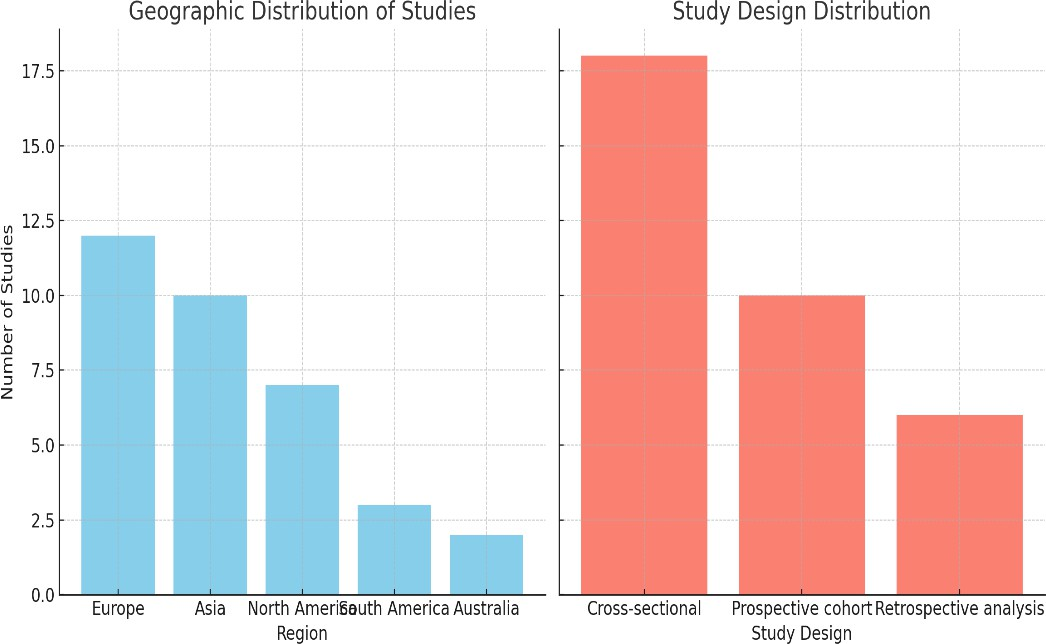 Geographic Distribution of Studies
Number of Studies
17.5
15.0
12.5
10.0
7.5
5.0
2.5
0.0
Europe Asia North America South America Australia
Region
Study Design Distribution
Cross-sectional Prospective cohort Retrospective analysis
Study Design